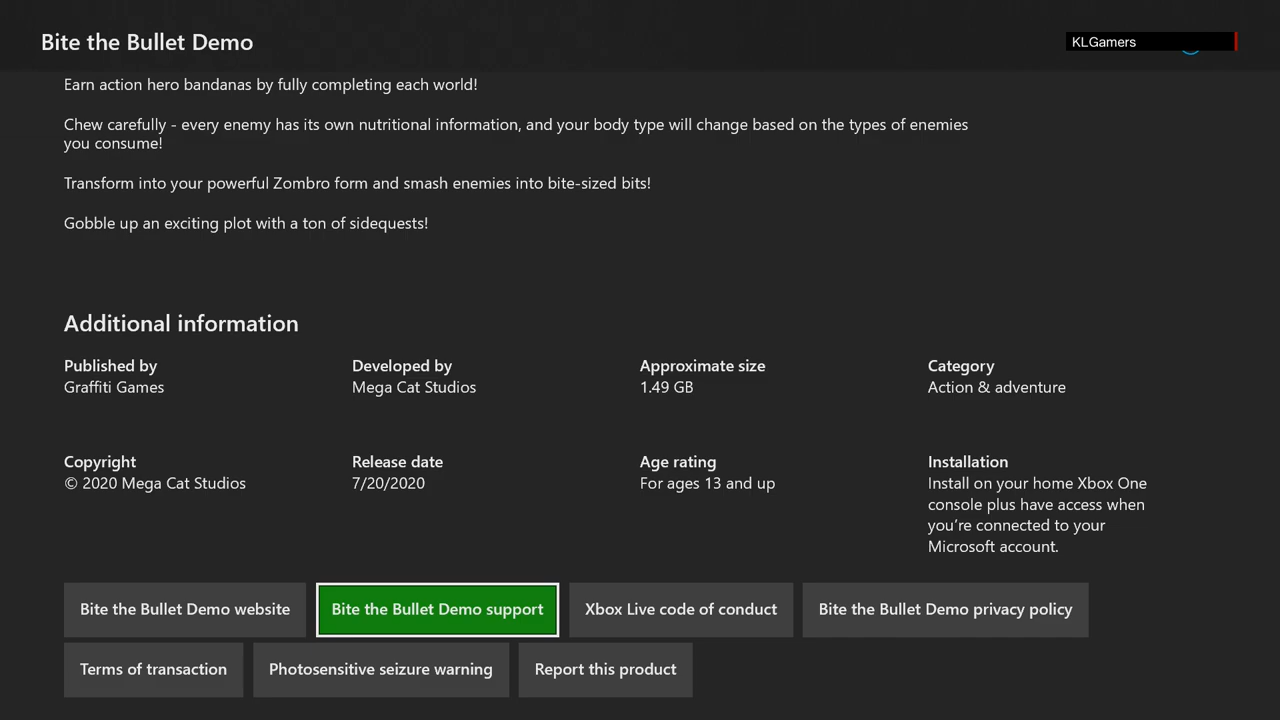 Bite the Bullet Demo
KLGamers
Earn action hero bandanas by fully completing each world!
Chew carefully - every enemy has its own nutritional information, and your body type will change based on the types of enemies
you consume!
Transform into your powerful Zombro form and smash enemies into bite-sized bits!
Gobble up an exciting plot with a ton of sidequests!
Additional information
Published by
Graffiti Games
Developed by
Mega Cat Studios
Approximate size
1.49 GB
Category
Action & adventure
Copyright
© 2020 Mega Cat Studios
Release date
7/20/2020
Age rating
For ages 13 and up
Installation
Install on your home Xbox One
console plus have access when
you're connected to your
Microsoft account.
Bite the Bullet Demo website
Bite the Bullet Demo support
Xbox Live code of conduct
Bite the Bullet Demo privacy policy
Terms of transaction
Photosensitive seizure warning
Report this product